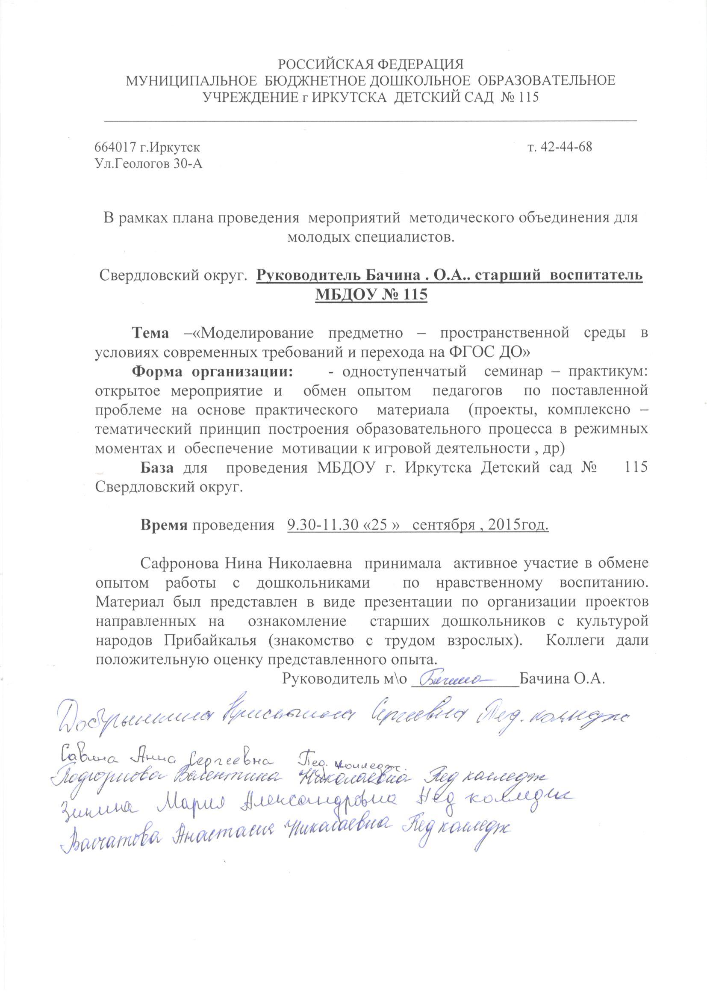 РОССИЙСКАЯ ФЕДЕРАЦИЯ
МУНИЦИПАЛЬНОЕ БЮДЖНЕТНОЕ ДОШКОЛЬНОЕ ОБРАЗОВАТЕЛЬНОЕ
УЧРЕЖДЕНИЕ г ИРКУТСКА ДЕТСКИЙ САД № 115
664017 г.Иркутск т. 42-44-68
Ул.Геологов 30-А
В рамках плана проведения мероприятий методического объединения для
молодых специалистов.
Свердловский округ. Руководитель Бачина . О.А.. старший воспитатель
МБДОУ № 115
Тема –«Моделирование предметно – пространственной среды в
условиях современных требований и перехода на ФГОС ДО»
Форма организации: - одноступенчатый семинар – практикум:
открытое мероприятие и обмен опытом педагогов по поставленной
проблеме на основе практического материала (проекты, комплексно –
тематический принцип построения образовательного процесса в режимных
моментах и обеспечение мотивации к игровой деятельности , др)
База для проведения МБДОУ г. Иркутска Детский сад № 115
Свердловский округ.
Время проведения 9.30-11.30 «25 » сентября , 2015год.
Сафронова Нина Николаевна принимала активное участие в обмене
опытом работы с дошкольниками по нравственному воспитанию.
Материал был представлен в виде презентации по организации проектов
направленных на ознакомление старших дошкольников с культурой
народов Прибайкалья (знакомство с трудом взрослых). Коллеги дали
положительную оценку представленного опыта.
Руководитель м\о Бачина Бачина О.А.
Сергеевна Пед. колледж
Савина Анна Сергеевна Пед. колледж.
Валентина Николаевна Пед колледж
Зинина Мария Александровна Пед колледж
Анастасия Николаевна Пед колледж